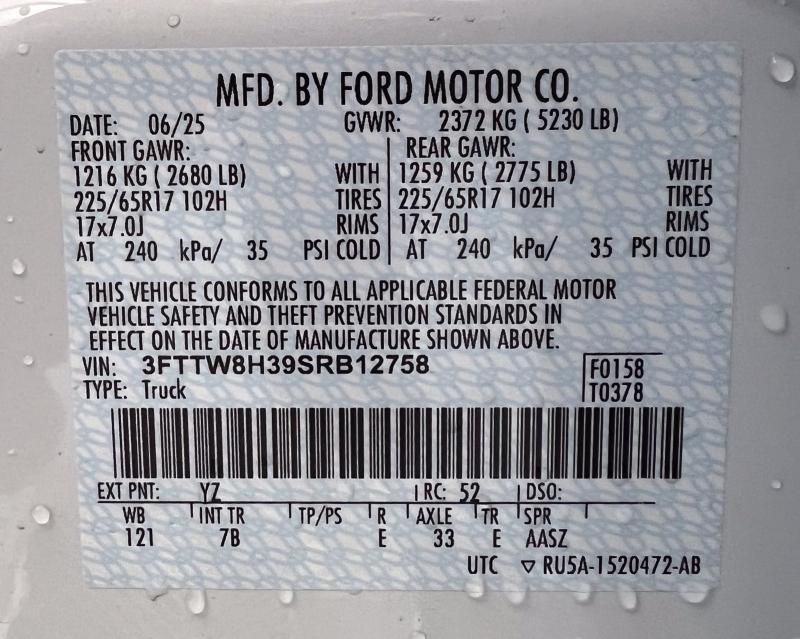 MFD. BY FORD MOTOR CO.
DATE: 06/25 GVWR: 2372 KG ( 5230 LB)
FRONT GAWR: REAR GAWR:
1216 KG ( 2680 LB) WITH 1259 KG ( 2775 LB) WITH
225/65R17 102H TIRES 225/65R17 102H TIRES
17x7.0J RIMS 17x7.0J RIMS
AT 240 kPa/ 35 PSI COLD AT 240 kPa/ 35 PSI COLD
THIS VEHICLE CONFORMS TO ALL APPLICABLE FEDERAL MOTOR
VEHICLE SAFETY AND THEFT PREVENTION STANDARDS IN
EFFECT ON THE DATE OF MANUFACTURE SHOWN ABOVE.
VIN: 3FTTW8H39SRB12758 F0158
TYPE: Truck T0378
EXT PNT: YZ RC: 52 DSO:
WB INT TR TP/PS R AXLE TR SPR
121 7B E 33 E AASZ
UTC ▽ RU5A-1520472-AB